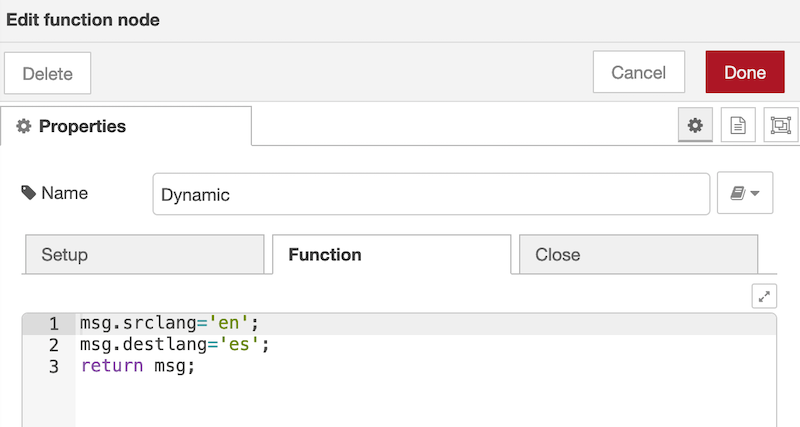 Edit function node
Delete
Cancel
Done
Properties
Name
Dynamic
Setup
Function
Close
1 msg.srclang='en';
2 msg.destlang='es';
3 return msg;